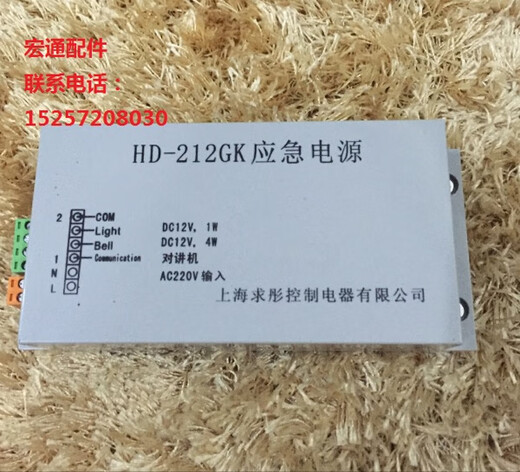 宏通配件
联系电话：
15257208030
HD-212GK应急电源
2 COM
Light DC12V, 1W
Bell DC12V, 4W
1 Communication 对讲机
N AC220V 输入
L
上海求彤控制电器有限公司